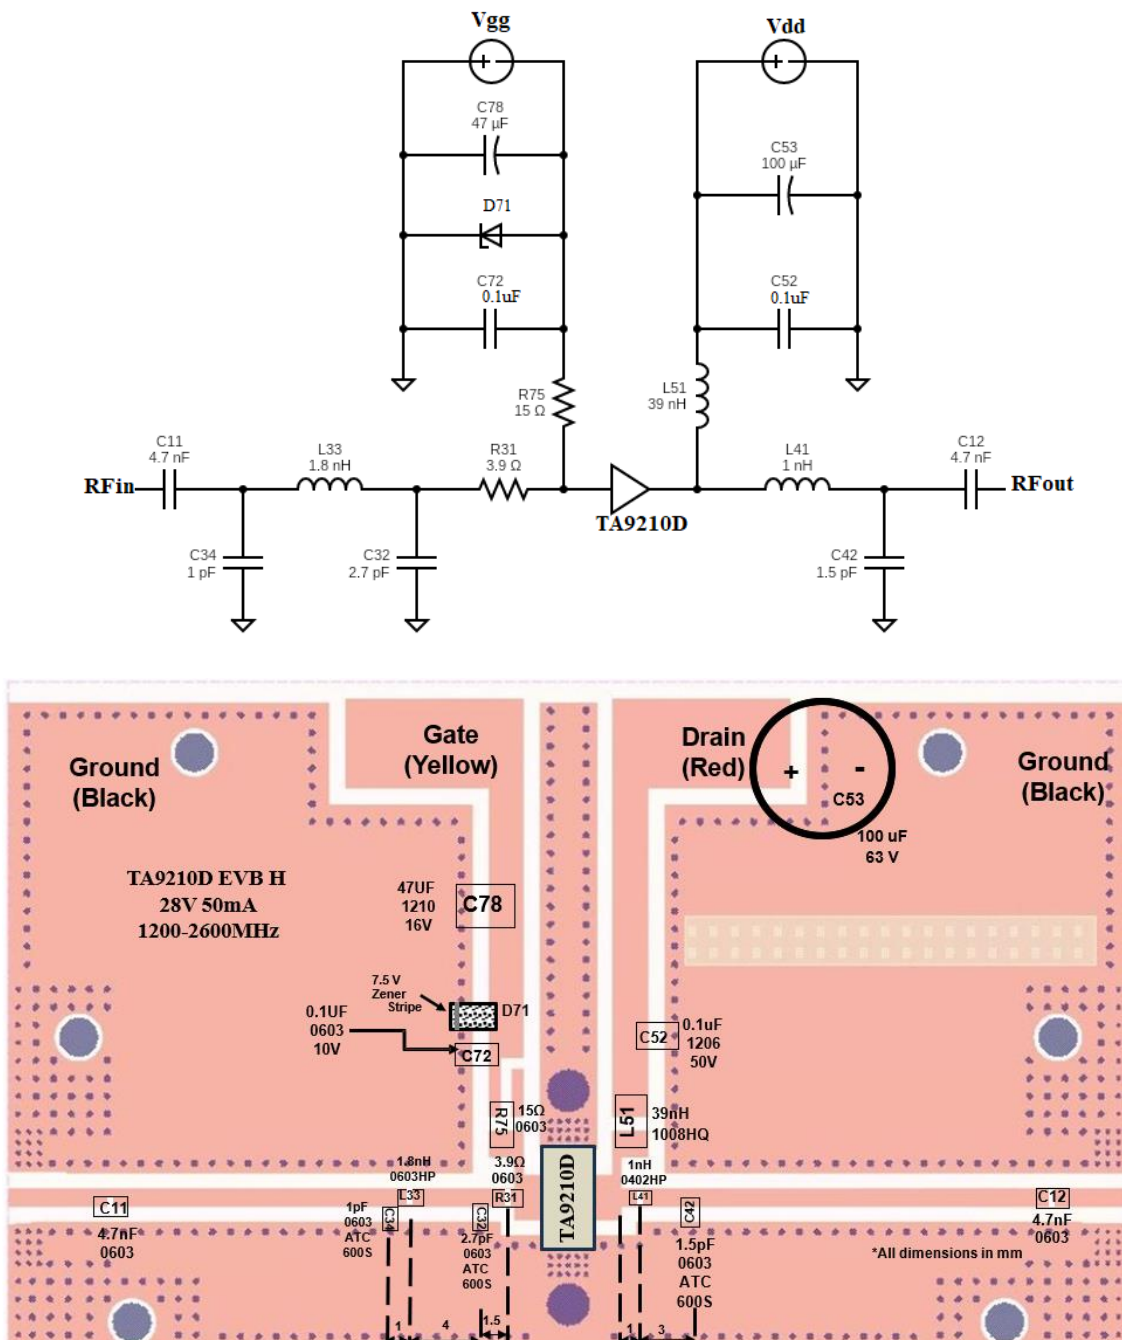 Vgg
Vdd
+ -
+ -
C78
47 µF
C53
100 µF
D71
C72
0.1uF
C52
0.1uF
R75
15 Ω
L51
39 nH
C11
4.7 nF
L33
1.8 nH
R31
3.9 Ω
L41
1 nH
C12
4.7 nF
RFin
RFout
TA9210D
C34
1 pF
C32
2.7 pF
C42
1.5 pF
Ground
(Black)
Gate
(Yellow)
Drain
(Red)
+ -
C53
Ground
(Black)
100 uF
63 V
TA9210D EVB H
28V 50mA
1200-2600MHz
47UF
1210
16V
C78
7.5 V
Zener
Stripe
D71
0.1UF
0603
10V
C72
C52
0.1uF
1206
50V
R75
15Ω
0603
L51
39nH
1008HQ
TA9210D
1.8nH
0603HP
L33
3.9Ω
0603
R31
1nH
0402HP
L41
C11
4.7nF
0603
1pF
0603
ATC
600S
C34
C32
2.7pF
0603
ATC
600S
C42
1.5pF
0603
ATC
600S
C12
4.7nF
0603
*All dimensions in mm
1
4
1.5
1
3